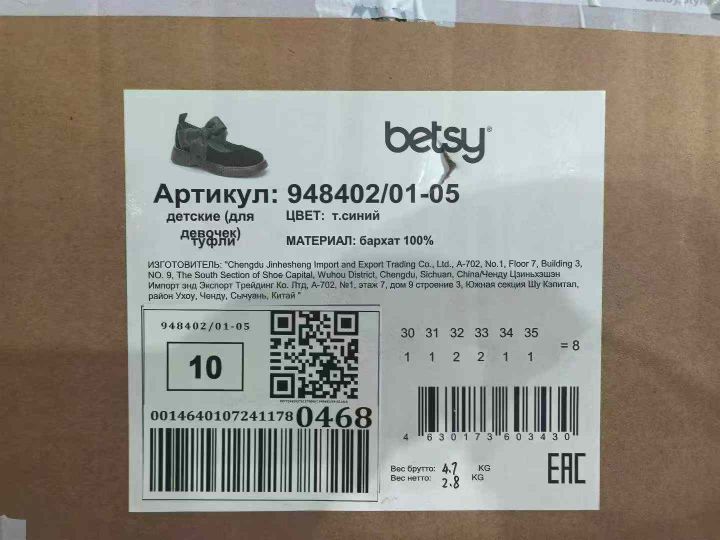 betsy®
Артикул: 948402/01-05
детские (для девочек) туфли
ЦВЕТ: т.синий
МАТЕРИАЛ: бархат 100%
ИЗГОТОВИТЕЛЬ: "Chengdu Jinhesheng Import and Export Trading Co., Ltd., A-702, No.1, Floor 7, Building 3,
NO. 9, The South Section of Shoe Capital, Wuhou District, Chengdu, Sichuan, China/Ченду Цзиньхэшэн
Импорт энд Экспорт Трейдинг Ко. Лтд, А-702, №1, этаж 7, дом 9 строение 3, Южная секция Шу Кэпитал,
район Ухоу, Ченду, Сычуань, Китай "
948402/01-05
10
0014640107241178 0468
30 31 32 33 34 35
1 1 2 2 1 1 = 8
4 630173 603430
Вес брутто: 4.7 KG
Вес нетто: 2.8 KG
EAC